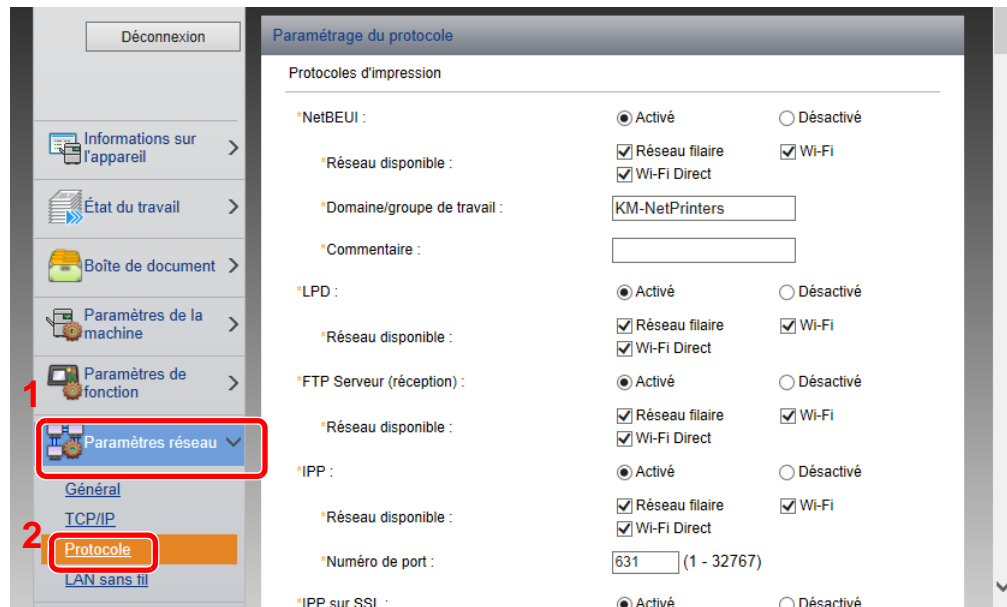 Déconnexion
Informations sur
l'appareil
État du travail
Boîte de document
Paramètres de la
machine
Paramètres de
fonction
1
Paramètres réseau
Général
TCP/IP
2
Protocole
LAN sans fil
Paramétrage du protocole
Protocoles d'impression
*NetBEUI : Activé Désactivé
*Réseau disponible : Réseau filaire Wi-Fi
Wi-Fi Direct
*Domaine/groupe de travail : KM-NetPrinters
*Commentaire :
*LPD : Activé Désactivé
*Réseau disponible : Réseau filaire Wi-Fi
Wi-Fi Direct
*FTP Serveur (réception) : Activé Désactivé
*Réseau disponible : Réseau filaire Wi-Fi
Wi-Fi Direct
*IPP : Activé Désactivé
*Réseau disponible : Réseau filaire Wi-Fi
Wi-Fi Direct
*Numéro de port : 631 (1 - 32767)
*IPP sur SSL : Activé Désactivé